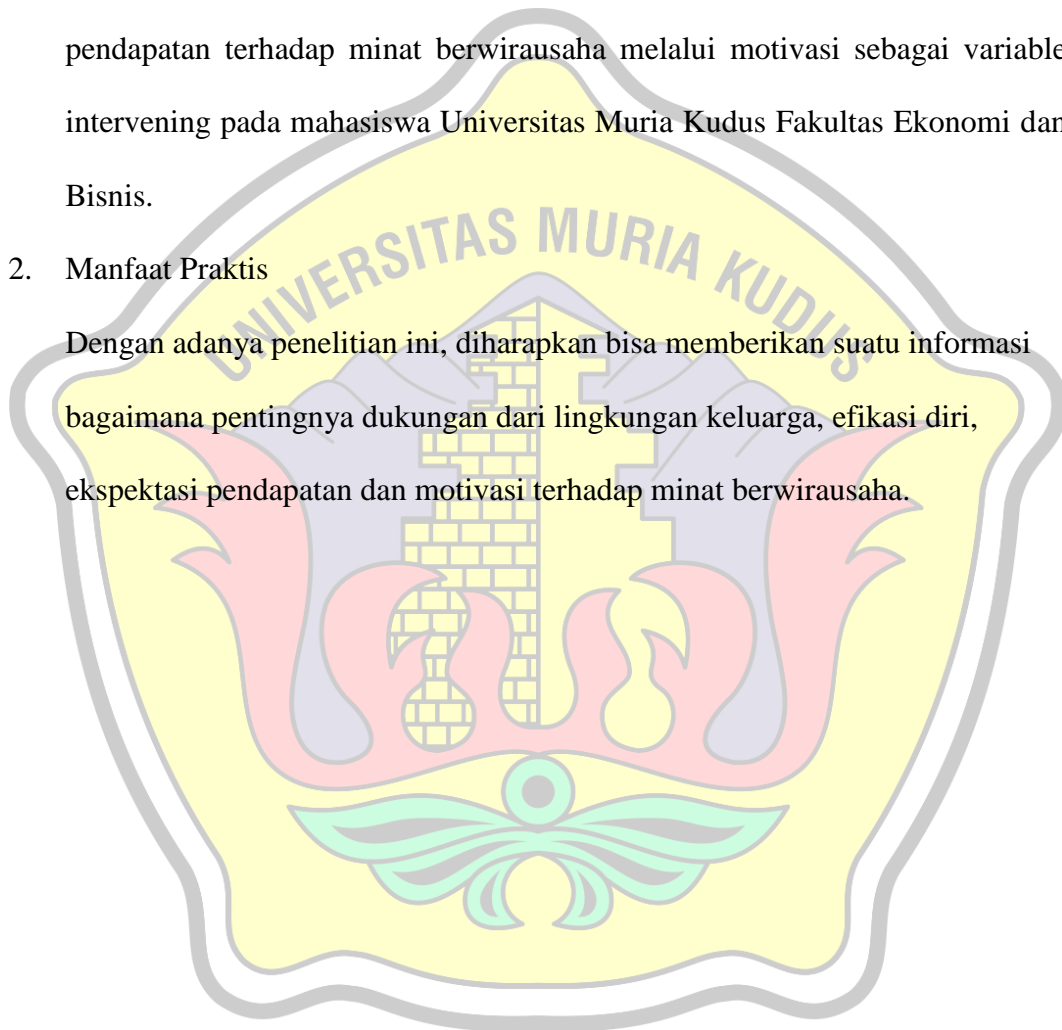 pendapatan terhadap minat berwirausaha melalui motivasi sebagai variable
intervening pada mahasiswa Universitas Muria Kudus Fakultas Ekonomi dan
Bisnis.
UNIVERSITAS MURIA KUDUS
2. Manfaat Praktis
Dengan adanya penelitian ini, diharapkan bisa memberikan suatu informasi
bagaimana pentingnya dukungan dari lingkungan keluarga, efikasi diri,
ekspektasi pendapatan dan motivasi terhadap minat berwirausaha.